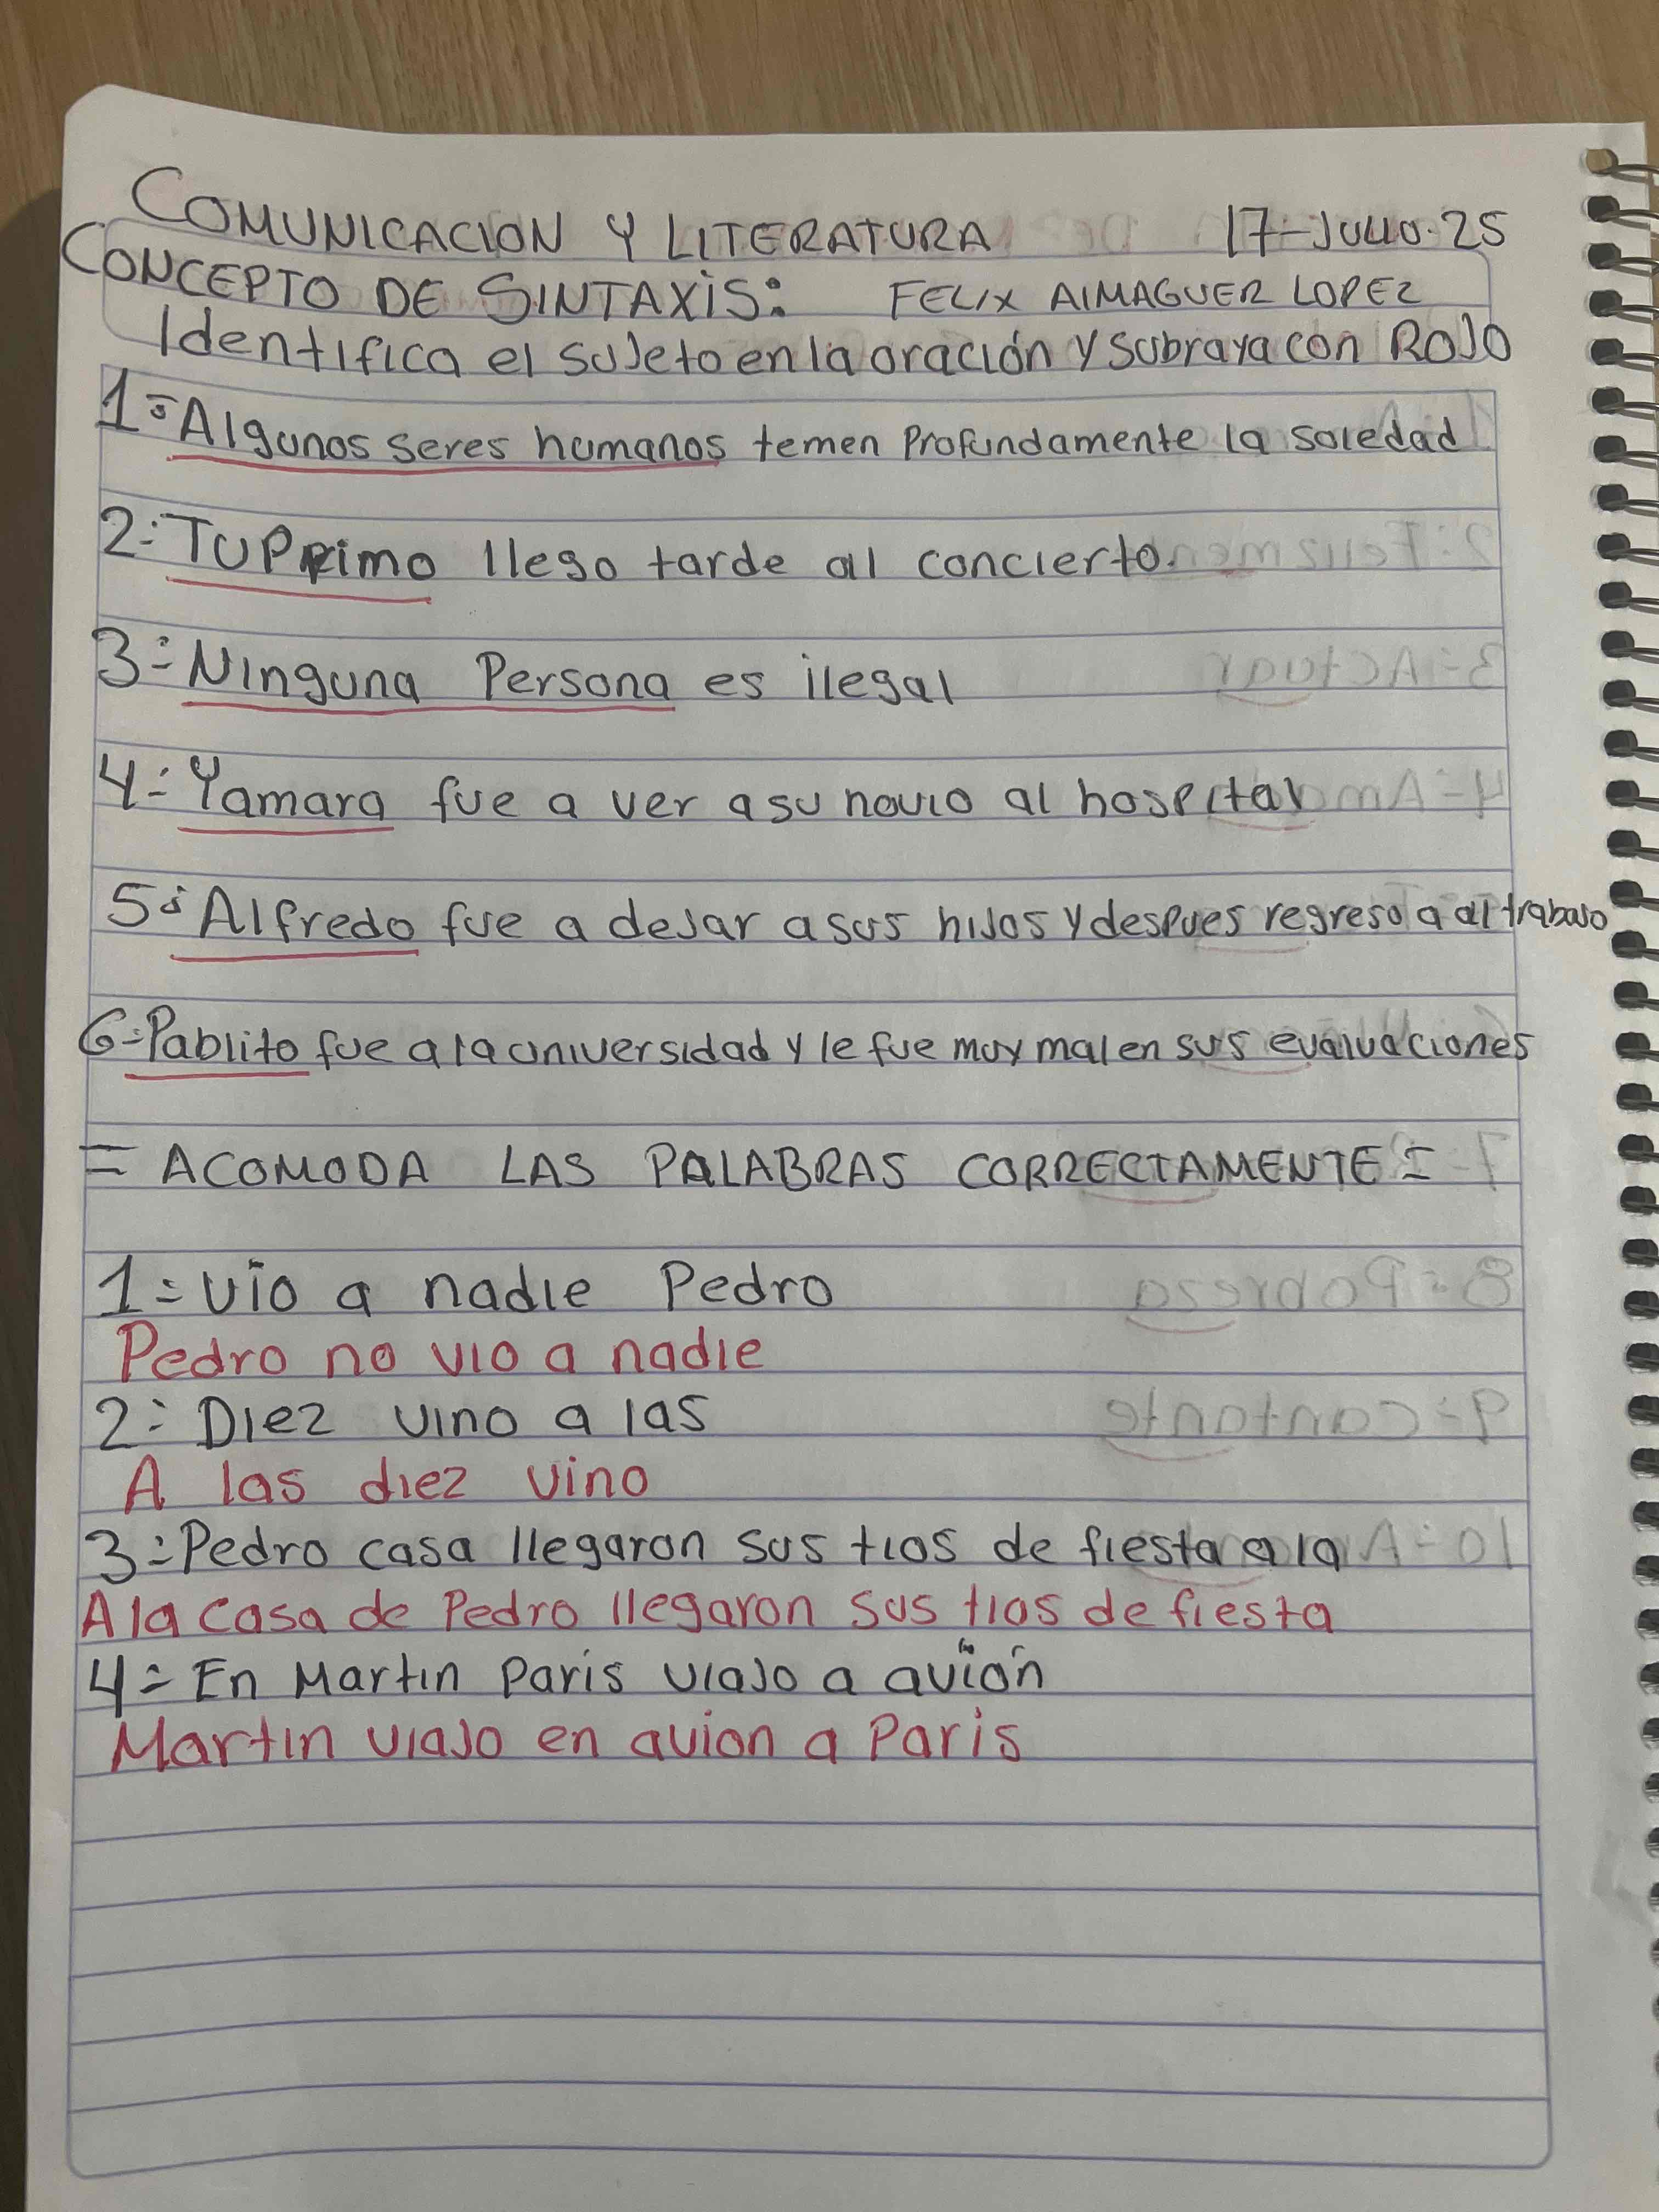 COMUNICACION Y LITERATURA 17-JULIO.25
CONCEPTO DE SINTAXIS: FELIX AlMAGUER LOPEZ
Identifica el sujeto en la oración y subraya con ROJO
1= Algunos seres humanos temen Profundamente la soledad
2= TU PRimo llego tarde al concierto.
3= Ninguna Persona es ilegal
4= Yamara fue a ver a su novio al hospital
5= Alfredo fue a dejar a sus hijos y despues regreso a al trabajo
6= Pablito fue a la universidad y le fue muy mal en sus evaluaciones
= ACOMODA LAS PALABRAS CORRECTAMENTE =
1= Vio a nadie Pedro
Pedro no vio a nadie
2= Diez vino a las
A las diez vino
3= Pedro casa llegaron sus tios de fiesta a la
A la casa de Pedro llegaron sus tios de fiesta
4= En Martin Paris viajo a avión
Martin viajo en avion a Paris